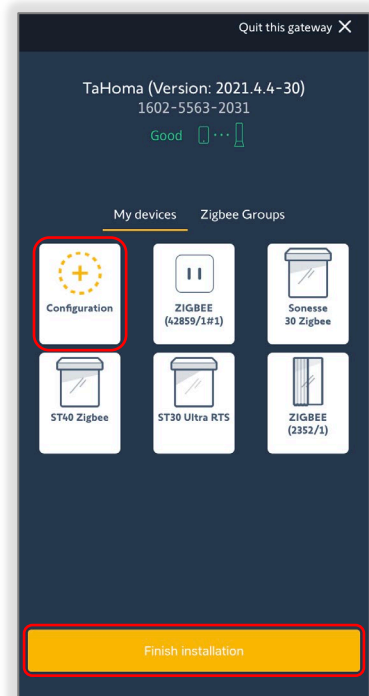 Quit this gateway X
TaHoma (Version: 2021.4.4-30)
1602-5563-2031
Good
My devices Zigbee Groups
Configuration
ZIGBEE
(42859/1#1)
Sonesse
30 Zigbee
ST40 Zigbee
ST30 Ultra RTS
ZIGBEE
(2352/1)
Finish installation